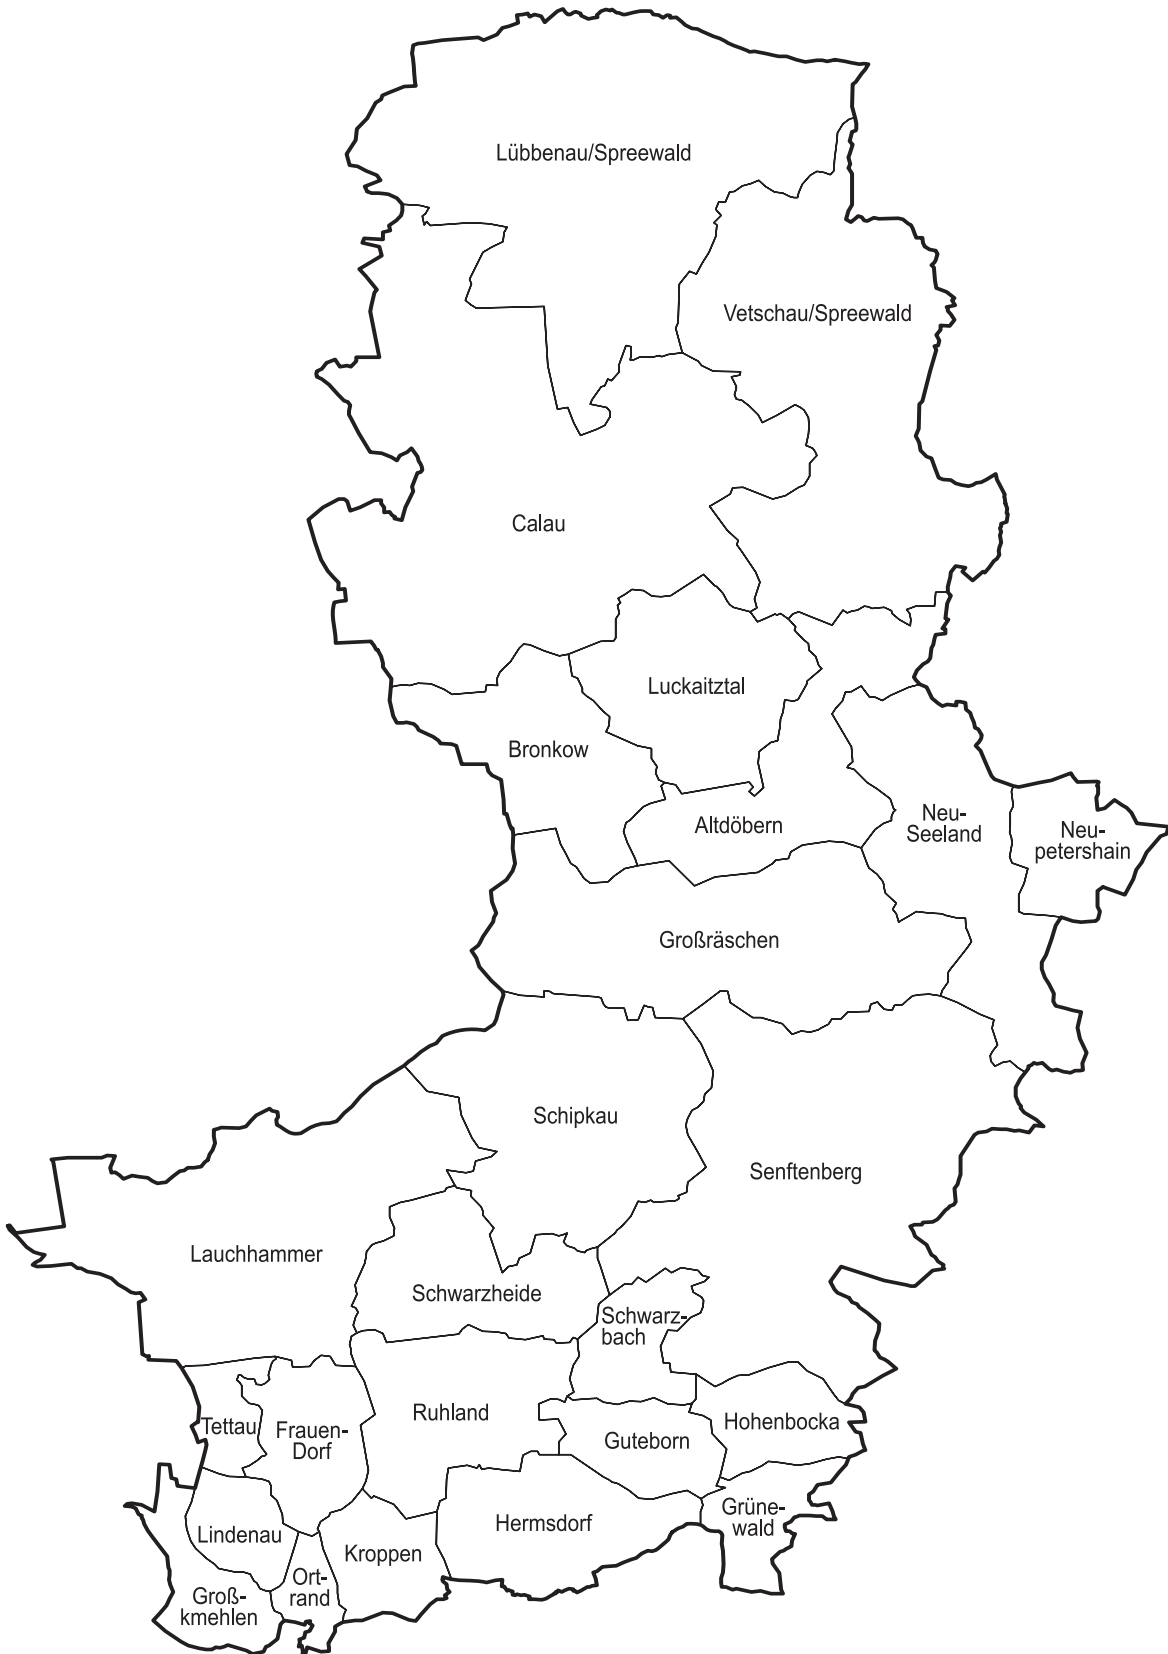 Lübbenau/Spreewald
Vetschau/Spreewald
Calau
Luckaitztal
Bronkow
Altdöbern
Neu-
Seeland
Neu-
petershain
Großräschen
Schipkau
Senftenberg
Lauchhammer
Schwarzheide
Schwarz-
bach
Ruhland
Tettau
Frauen-
Dorf
Guteborn
Hohenbocka
Lindenau
Kroppen
Hermsdorf
Grüne-
wald
Groß-
kmehlen
Ort-
rand